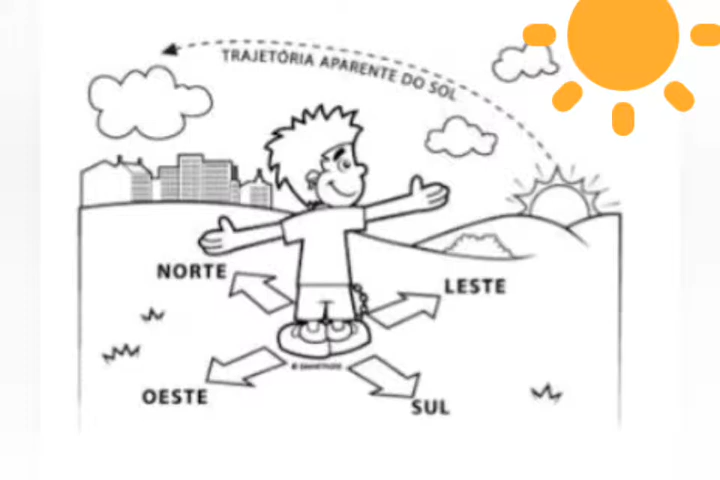 TRAJETÓRIA APARENTE DO SOL
NORTE
LESTE
OESTE
SUL